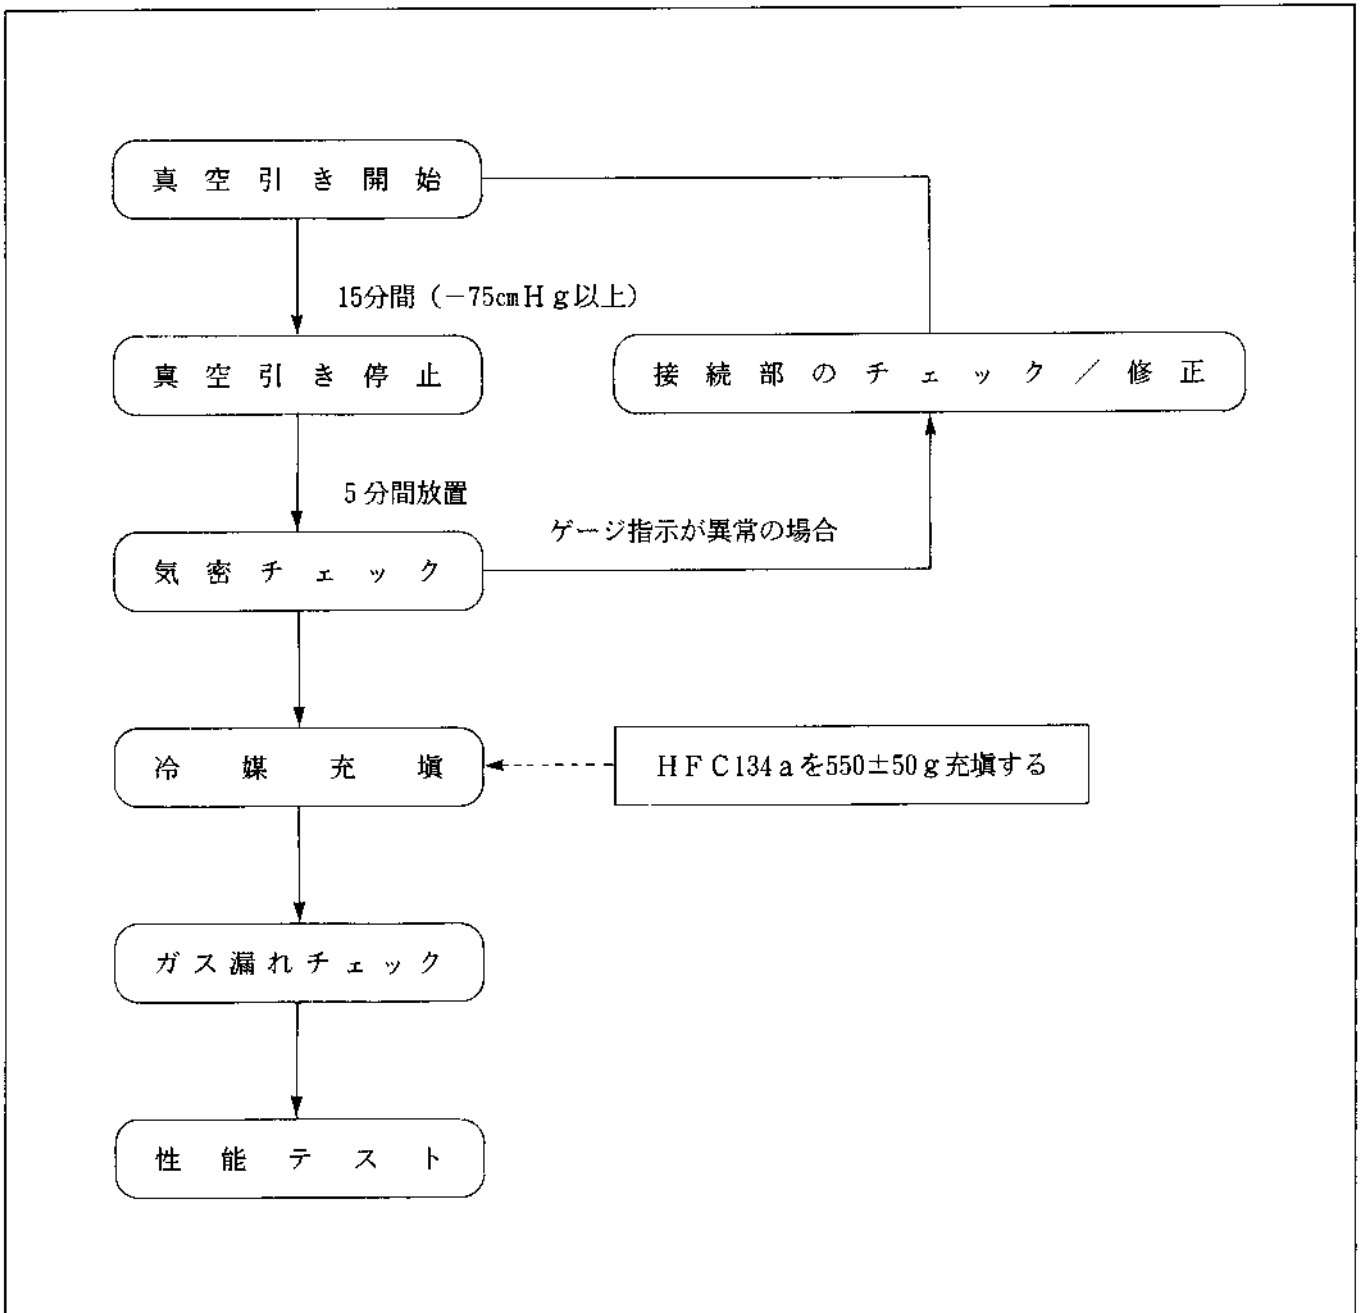 真空引き開始
15分間（－75cmHg以上）
真空引き停止
接続部のチェック／修正
5分間放置
ゲージ指示が異常の場合
気密チェック
冷媒充塡
HFC134aを550±50g充塡する
ガス漏れチェック
性能テスト